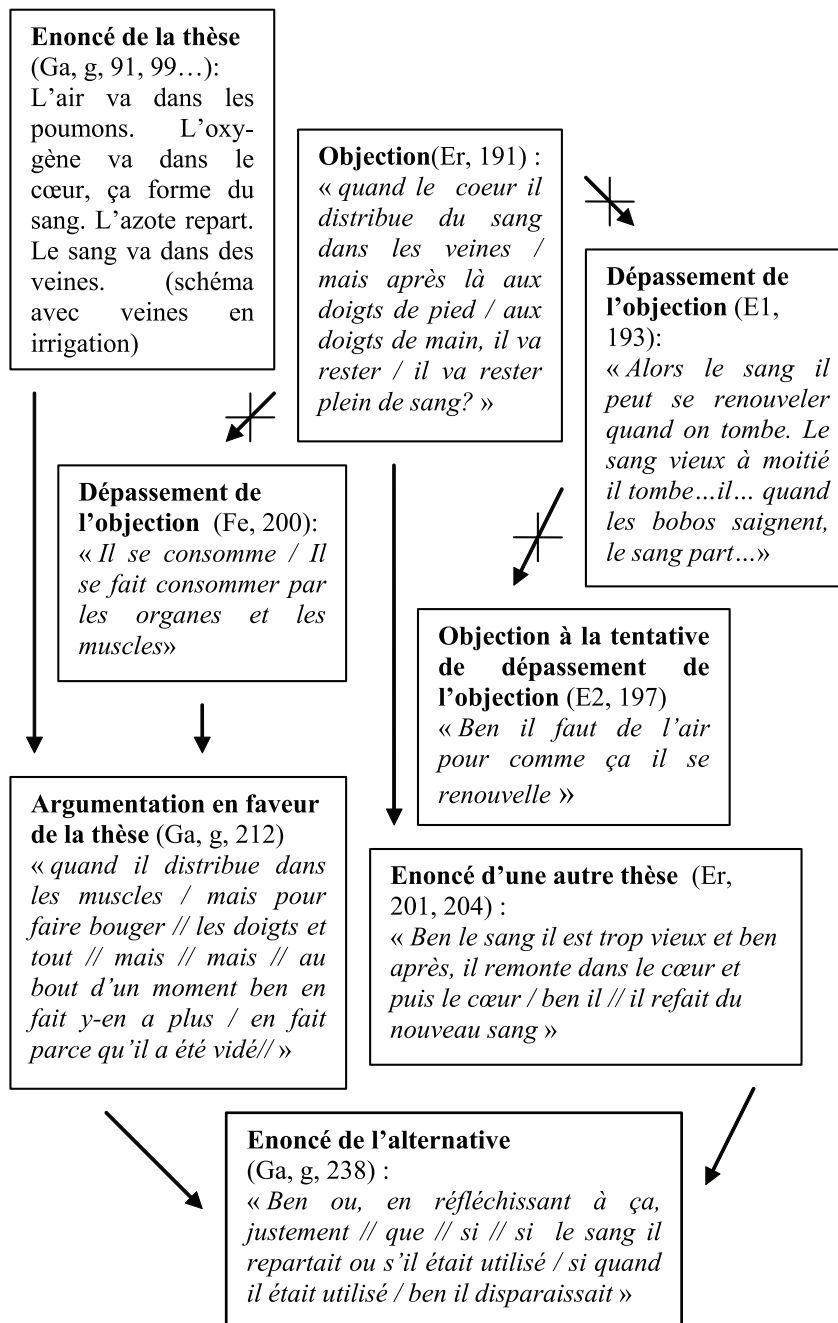 Enoncé de la thèse
(Ga, g, 91, 99…):
L’air va dans les
poumons. L’oxy-
gène va dans le
cœur, ça forme du
sang. L’azote repart.
Le sang va dans des
veines. (schéma
avec veines en
irrigation)
Objection(Er, 191) :
« quand le coeur il
distribue du sang
dans les veines /
mais après là aux
doigts de pied / aux
doigts de main, il va
rester / il va rester
plein de sang? »
Dépassement de
l’objection (E1,
193):
« Alors le sang il
peut se renouveler
quand on tombe. Le
sang vieux à moitié
il tombe…il… quand
les bobos saignent,
le sang part…»
Dépassement de
l’objection (Fe, 200):
« Il se consomme / Il
se fait consommer par
les organes et les
muscles»
Objection à la tentative
de dépassement de
l’objection (E2, 197)
« Ben il faut de l’air
pour comme ça il se
renouvelle »
Argumentation en faveur
de la thèse (Ga, g, 212)
« quand il distribue dans
les muscles / mais pour
faire bouger // les doigts et
tout // mais // mais // au
bout d’un moment ben en
fait y-en a plus / en fait
parce qu’il a été vidé// »
Enoncé d’une autre thèse (Er,
201, 204) :
« Ben le sang il est trop vieux et ben
après, il remonte dans le cœur et
puis le cœur / ben il // il refait du
nouveau sang »
Enoncé de l’alternative
(Ga, g, 238) :
« Ben ou, en réfléchissant à ça,
justement // que // si // si le sang il
repartait ou s’il était utilisé / si quand
il était utilisé / ben il disparaissait »